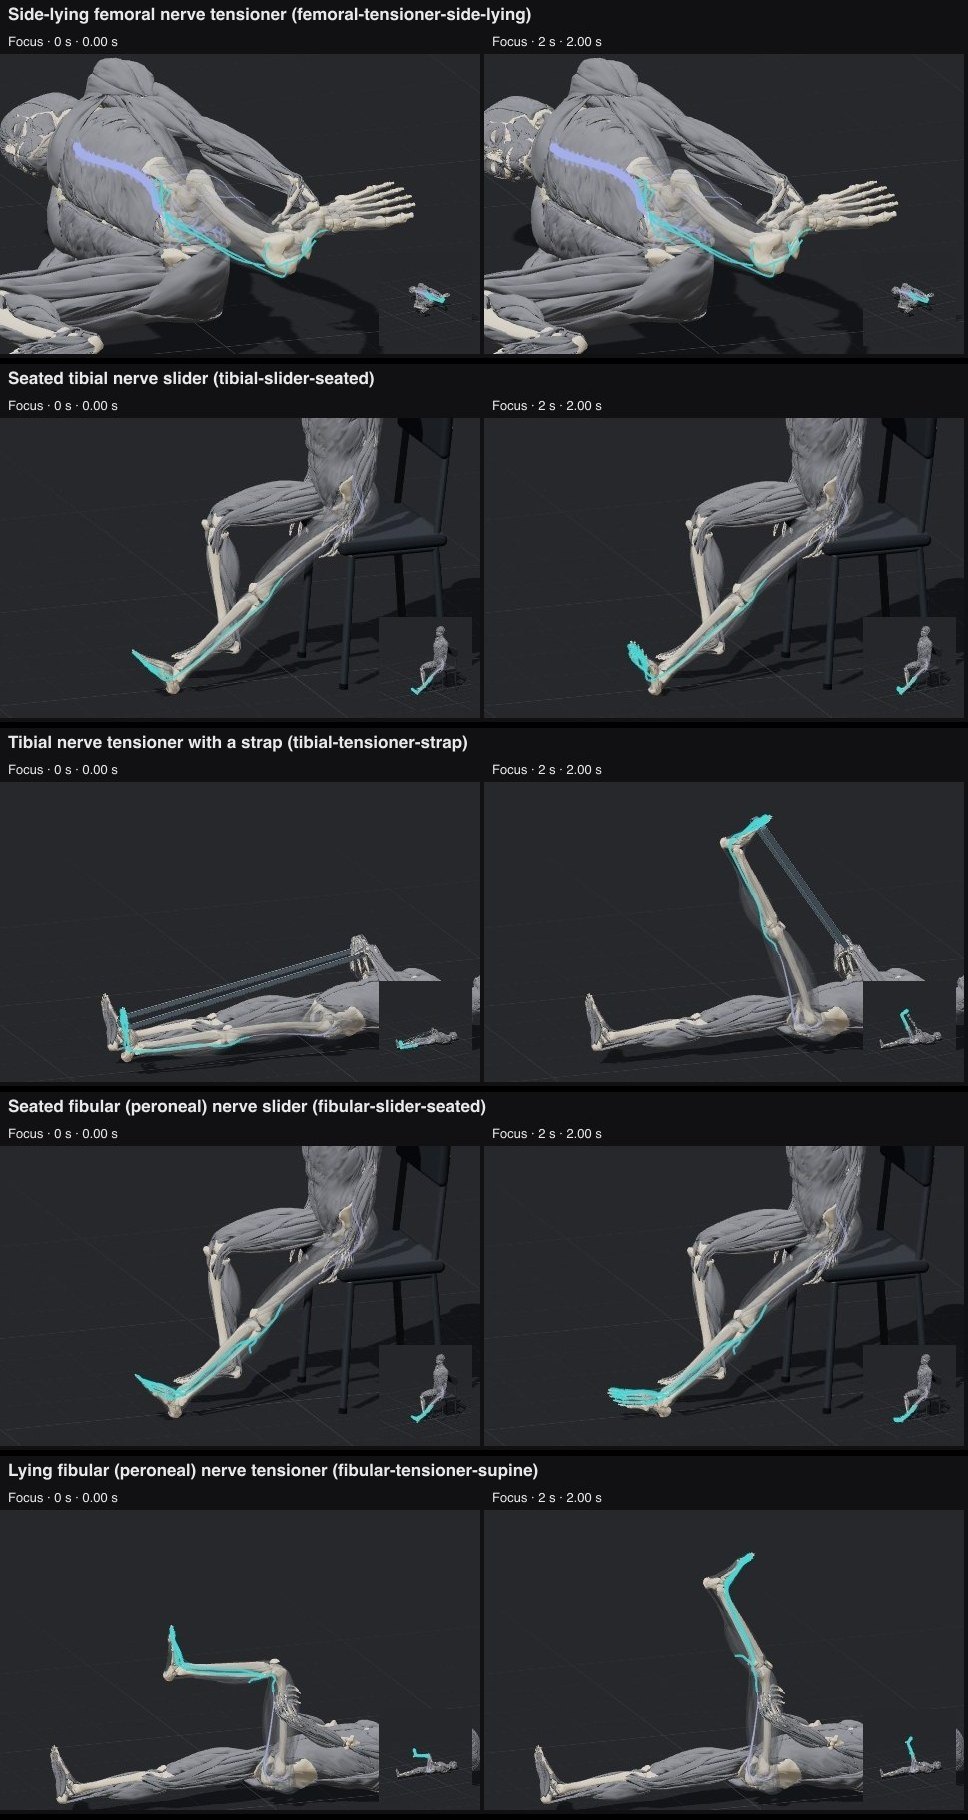 Side-lying femoral nerve tensioner (femoral-tensioner-side-lying)
Focus · 0 s · 0.00 s
Focus · 2 s · 2.00 s
Seated tibial nerve slider (tibial-slider-seated)
Focus · 0 s · 0.00 s
Focus · 2 s · 2.00 s
Tibial nerve tensioner with a strap (tibial-tensioner-strap)
Focus · 0 s · 0.00 s
Focus · 2 s · 2.00 s
Seated fibular (peroneal) nerve slider (fibular-slider-seated)
Focus · 0 s · 0.00 s
Focus · 2 s · 2.00 s
Lying fibular (peroneal) nerve tensioner (fibular-tensioner-supine)
Focus · 0 s · 0.00 s
Focus · 2 s · 2.00 s